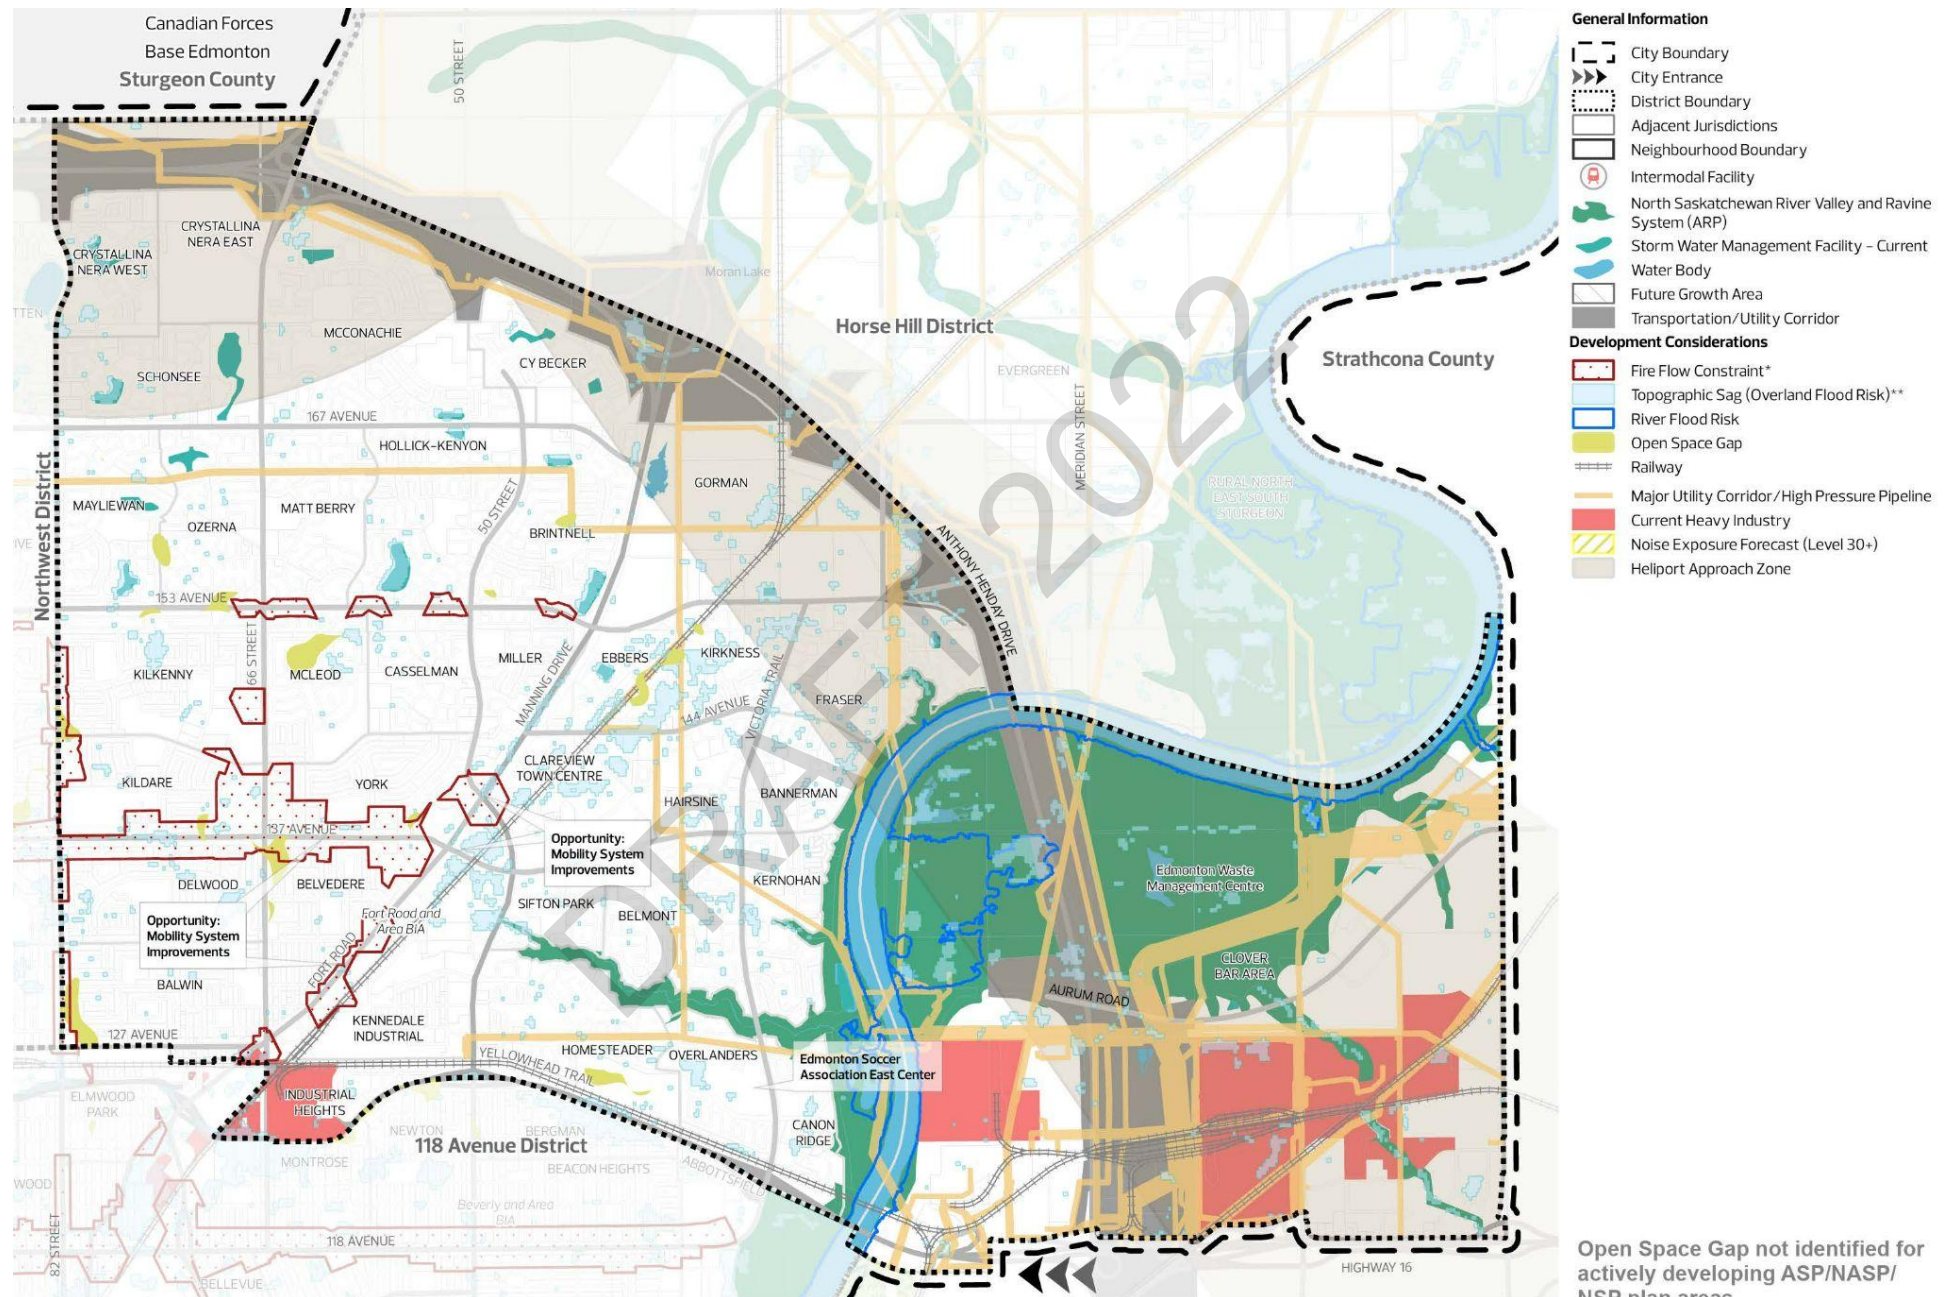 Canadian Forces
Base Edmonton
Sturgeon County
50 STREET
CRYSTALLINA
NERA EAST
CRYSTALLINA
NERA WEST
Moran Lake
MCCONACHIE
Horse Hill District
SCHONSEE
CY BECKER
EVERGREEN
Strathcona County
167 AVENUE
HOLLICK-KENYON
MERIDIAN STREET
Northwest District
GORMAN
RURAL NORTH
EAST SOUTH
STURGEON
MAYLIEWAN
OZERNA
MATT BERRY
50 STREET
BRINTNELL
ANTHONY HENDAY DRIVE
153 AVENUE
66 STREET
KILKENNY
MCLEOD
CASSELMAN
MILLER
MANNING DRIVE
EBBERS
KIRKNESS
VICTORIA TRAIL
144 AVENUE
FRASER
KILDARE
YORK
CLAREVIEW
TOWN CENTRE
HAIRSINE
BANNERMAN
137 AVENUE
Opportunity:
Mobility System
Improvements
DELWOOD
BELVEDERE
KERNOHAN
Edmonton Waste
Management Centre
SIFTON PARK
BELMONT
Fort Road and
Area BIA
Opportunity:
Mobility System
Improvements
FORT ROAD
BALWIN
CLOVER
BAR AREA
AURUM ROAD
127 AVENUE
KENNEDALE
INDUSTRIAL
YELLOWHEAD TRAIL
HOMESTEADER
OVERLANDERS
Edmonton Soccer
Association East Center
ELMWOOD
PARK
INDUSTRIAL
HEIGHTS
NEWTON
BERGMAN
118 Avenue District
CANON
RIDGE
MONTROSE
BEACON HEIGHTS
ABBOTTSFIELD
WOOD
Beverly and Area
BIA
82 STREET
118 AVENUE
BELLEVUE
HIGHWAY 16
DRAFT 2022
General Information
City Boundary
City Entrance
District Boundary
Adjacent Jurisdictions
Neighbourhood Boundary
Intermodal Facility
North Saskatchewan River Valley and Ravine
System (ARP)
Storm Water Management Facility - Current
Water Body
Future Growth Area
Transportation/Utility Corridor
Development Considerations
Fire Flow Constraint*
Topographic Sag (Overland Flood Risk)**
River Flood Risk
Open Space Gap
Railway
Major Utility Corridor/High Pressure Pipeline
Current Heavy Industry
Noise Exposure Forecast (Level 30+)
Heliport Approach Zone
Open Space Gap not identified for
actively developing ASP/NASP/
NSP plan areas